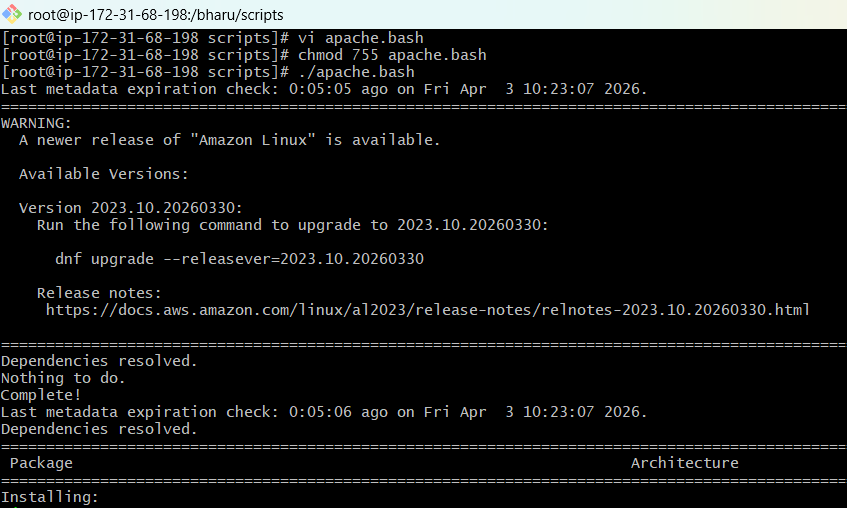 root@ip-172-31-68-198:/bharu/scripts
[root@ip-172-31-68-198 scripts]# vi apache.bash
[root@ip-172-31-68-198 scripts]# chmod 755 apache.bash
[root@ip-172-31-68-198 scripts]# ./apache.bash
Last metadata expiration check: 0:05:05 ago on Fri Apr  3 10:23:07 2026.
==============================================================================================
WARNING:
  A newer release of "Amazon Linux" is available.
  Available Versions:
  Version 2023.10.20260330:
    Run the following command to upgrade to 2023.10.20260330:
      dnf upgrade --releasever=2023.10.20260330
    Release notes:
     https://docs.aws.amazon.com/linux/al2023/release-notes/relnotes-2023.10.20260330.html
==============================================================================================
Dependencies resolved.
Nothing to do.
Complete!
Last metadata expiration check: 0:05:06 ago on Fri Apr  3 10:23:07 2026.
Dependencies resolved.
==============================================================================================
 Package                                                              Architecture
==============================================================================================
Installing: